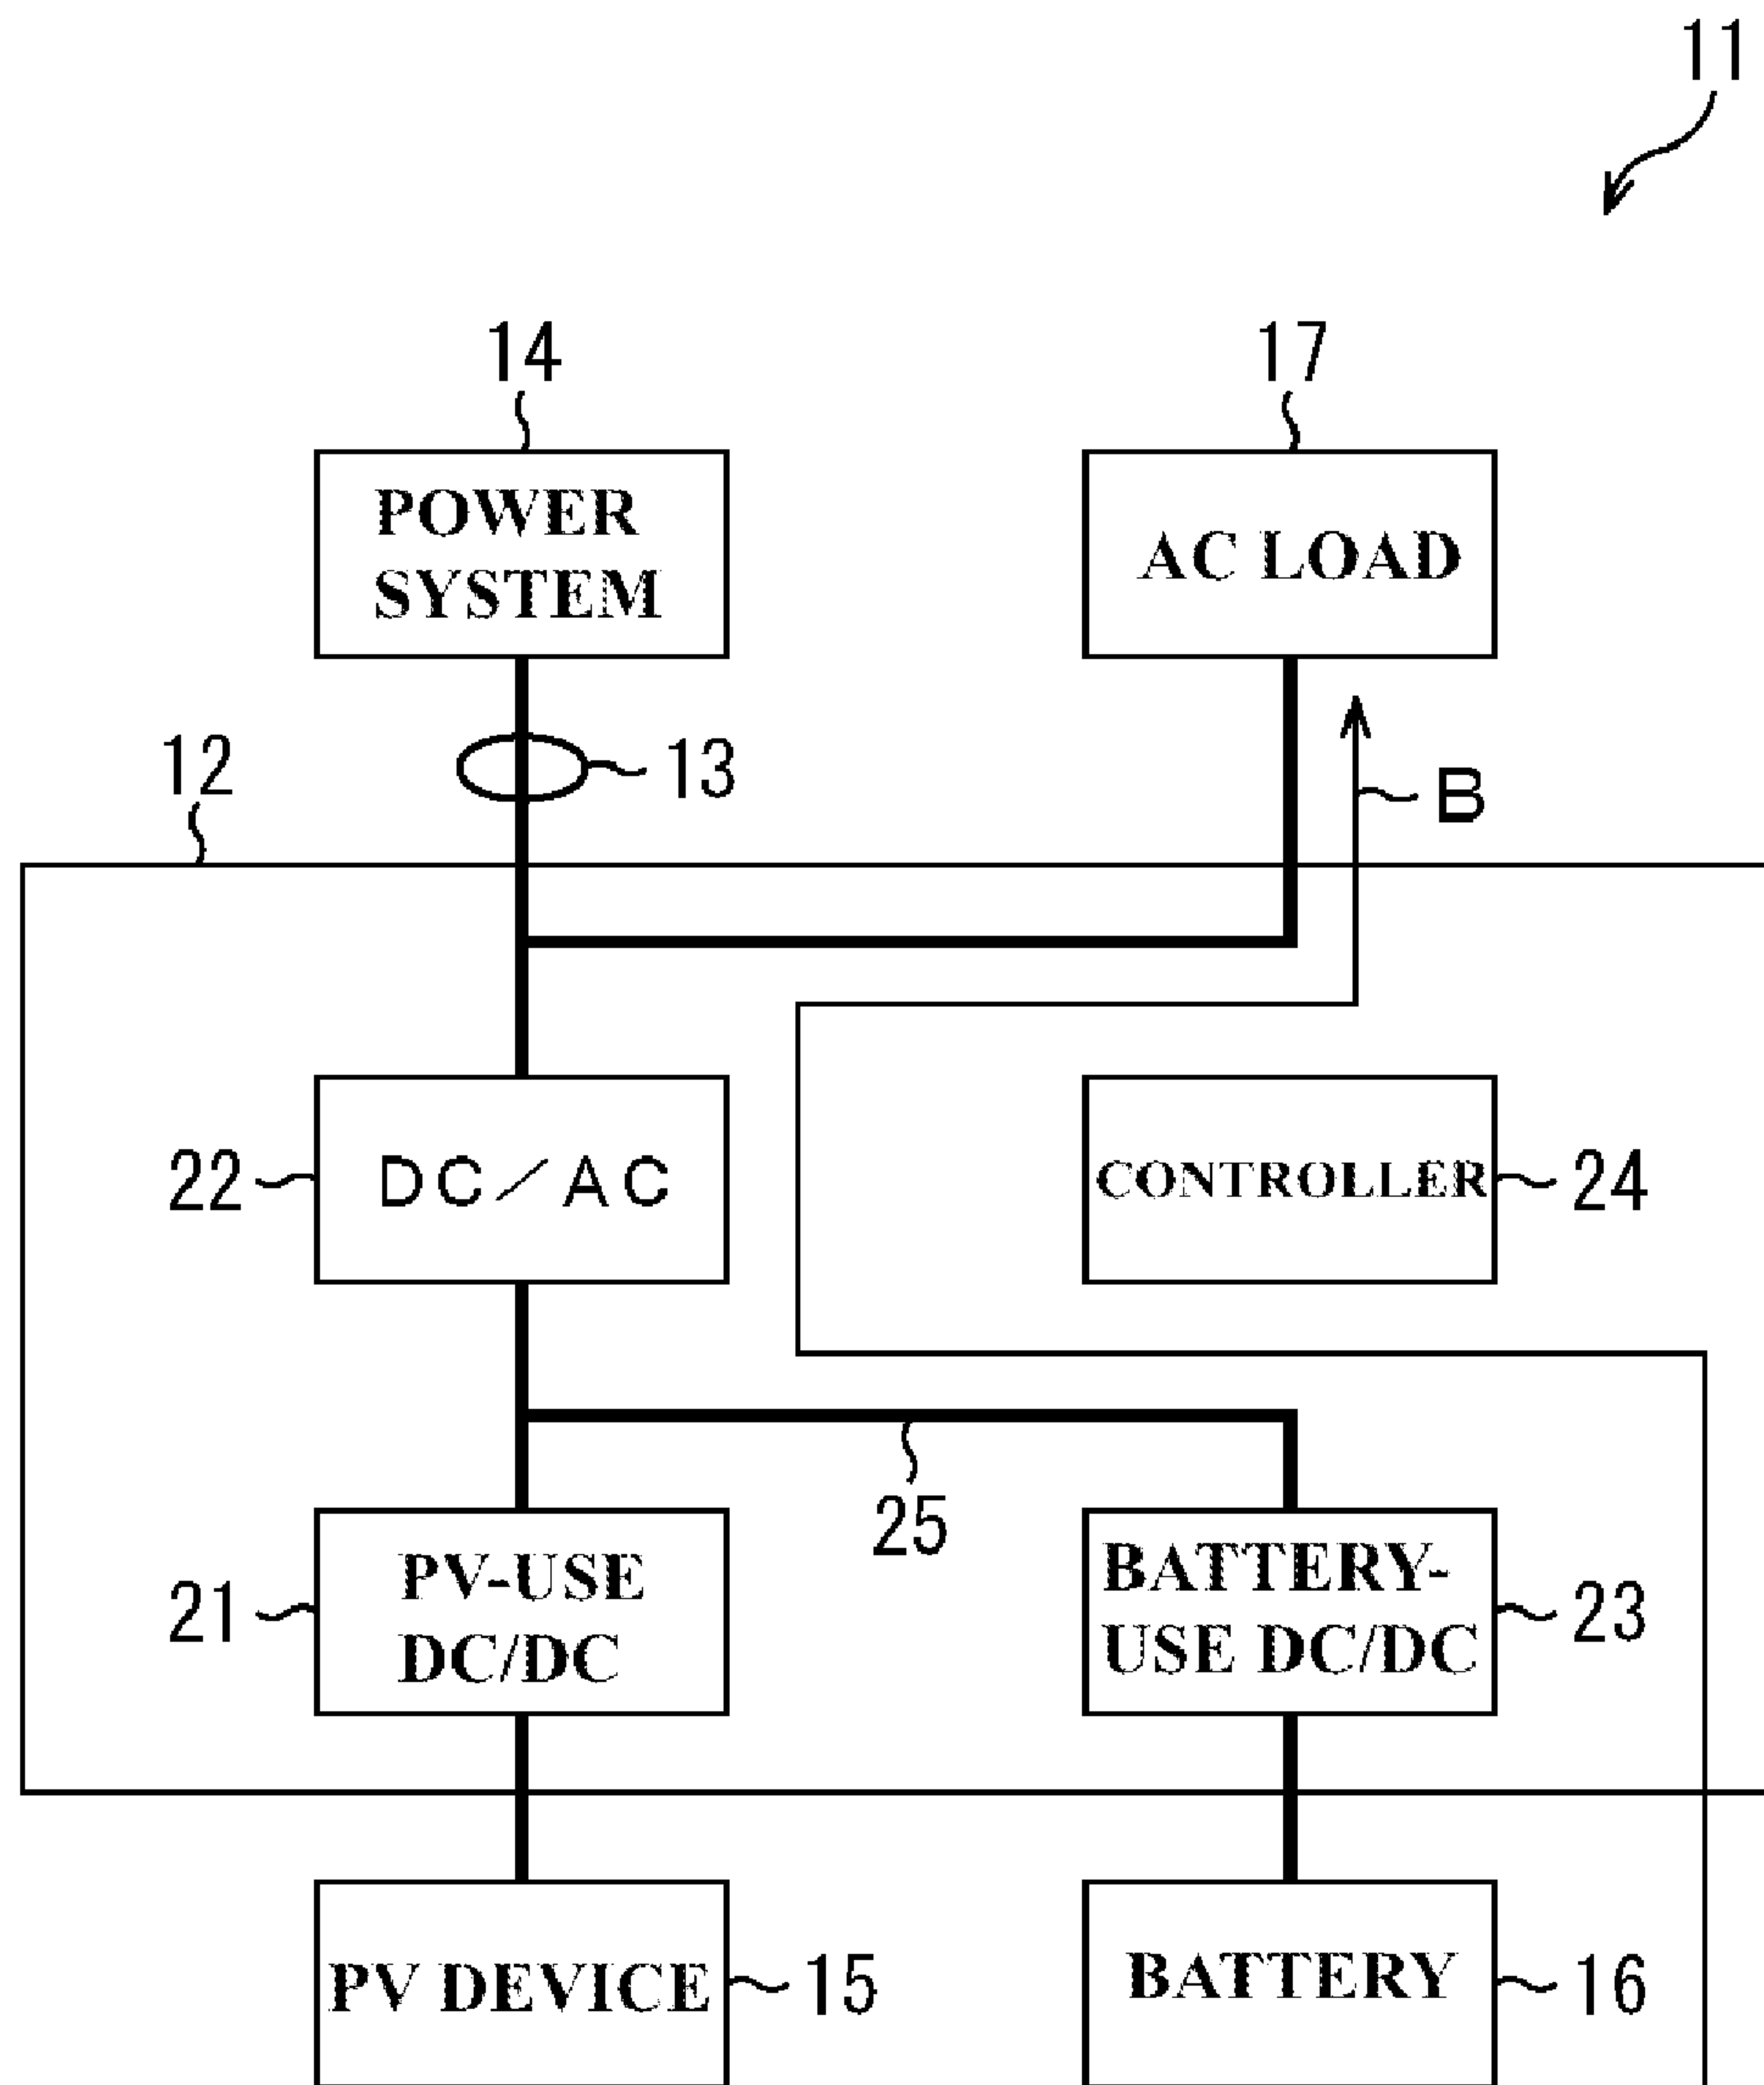 11
14
17
POWER
SYSTEM
AC LOAD
12
13
B
22
DC／AC
CONTROLLER
24
25
21
PV-USE
DC/DC
BATTERY-
USE DC/DC
23
PV DEVICE
15
BATTERY
16